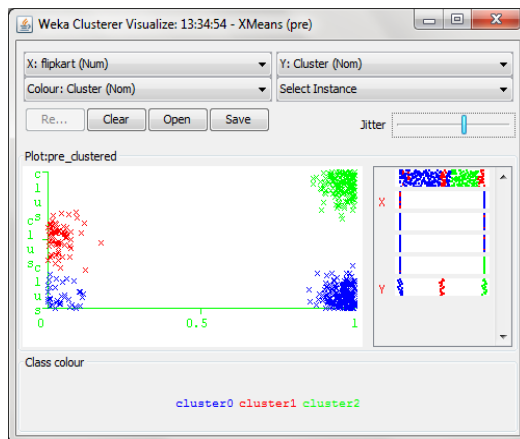 Weka Clusterer Visualize: 13:34:54 - XMeans (pre)
X: flipkart (Num)
Y: Cluster (Nom)
Colour: Cluster (Nom)
Select Instance
Re...
Clear
Open
Save
Jitter
Plot:pre_clustered
c
l
u
s
c
l
u
s
c
l
u
s
0
0.5
1
X
Y
Class colour
cluster0 cluster1 cluster2